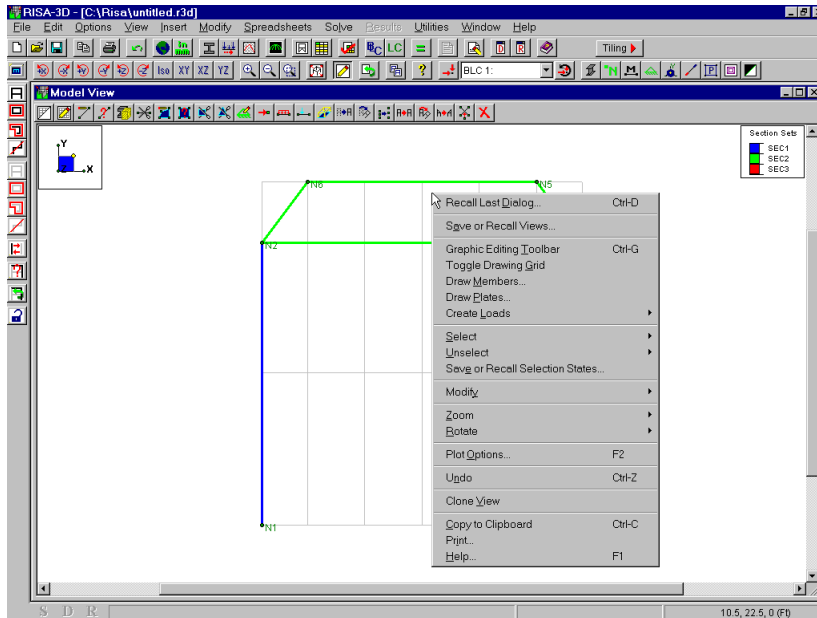 RISA-3D - [C:\Risa\untitled.r3d]
File Edit Options View Insert Modify Spreadsheets Solve Results Utilities Window Help
Tiling
Iso XY XZ YZ BLC 1:
Model View
Section Sets
SEC1
SEC2
SEC3
Y
Z X
N6 N5
N2
N1
Recall Last Dialog... Ctrl-D
Save or Recall Views...
Graphic Editing Toolbar Ctrl-G
Toggle Drawing Grid
Draw Members...
Draw Plates...
Create Loads
Select
Unselect
Save or Recall Selection States...
Modify
Zoom
Rotate
Plot Options... F2
Undo Ctrl-Z
Clone View
Copy to Clipboard Ctrl-C
Print...
Help... F1
S D R 10.5, 22.5, 0 (Ft)